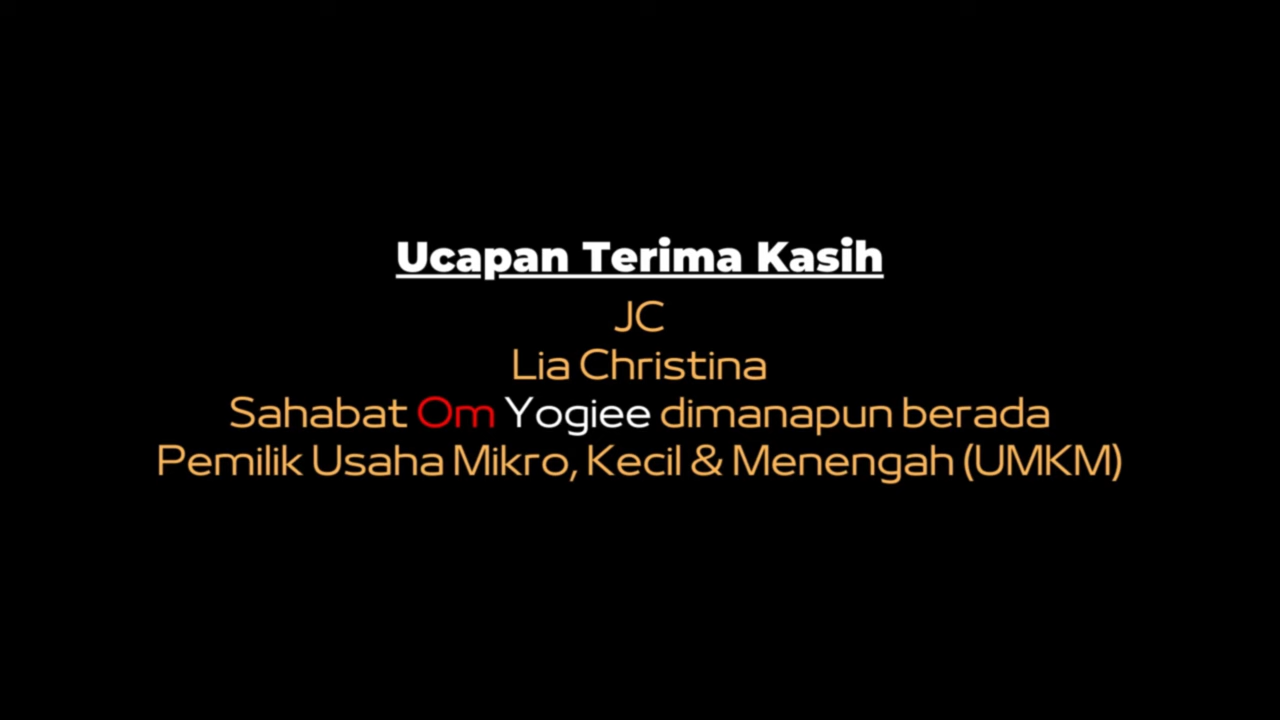 Ucapan Terima Kasih
JC
Lia Christina
Sahabat Om Yogiee dimanapun berada
Pemilik Usaha Mikro, Kecil & Menengah (UMKM)